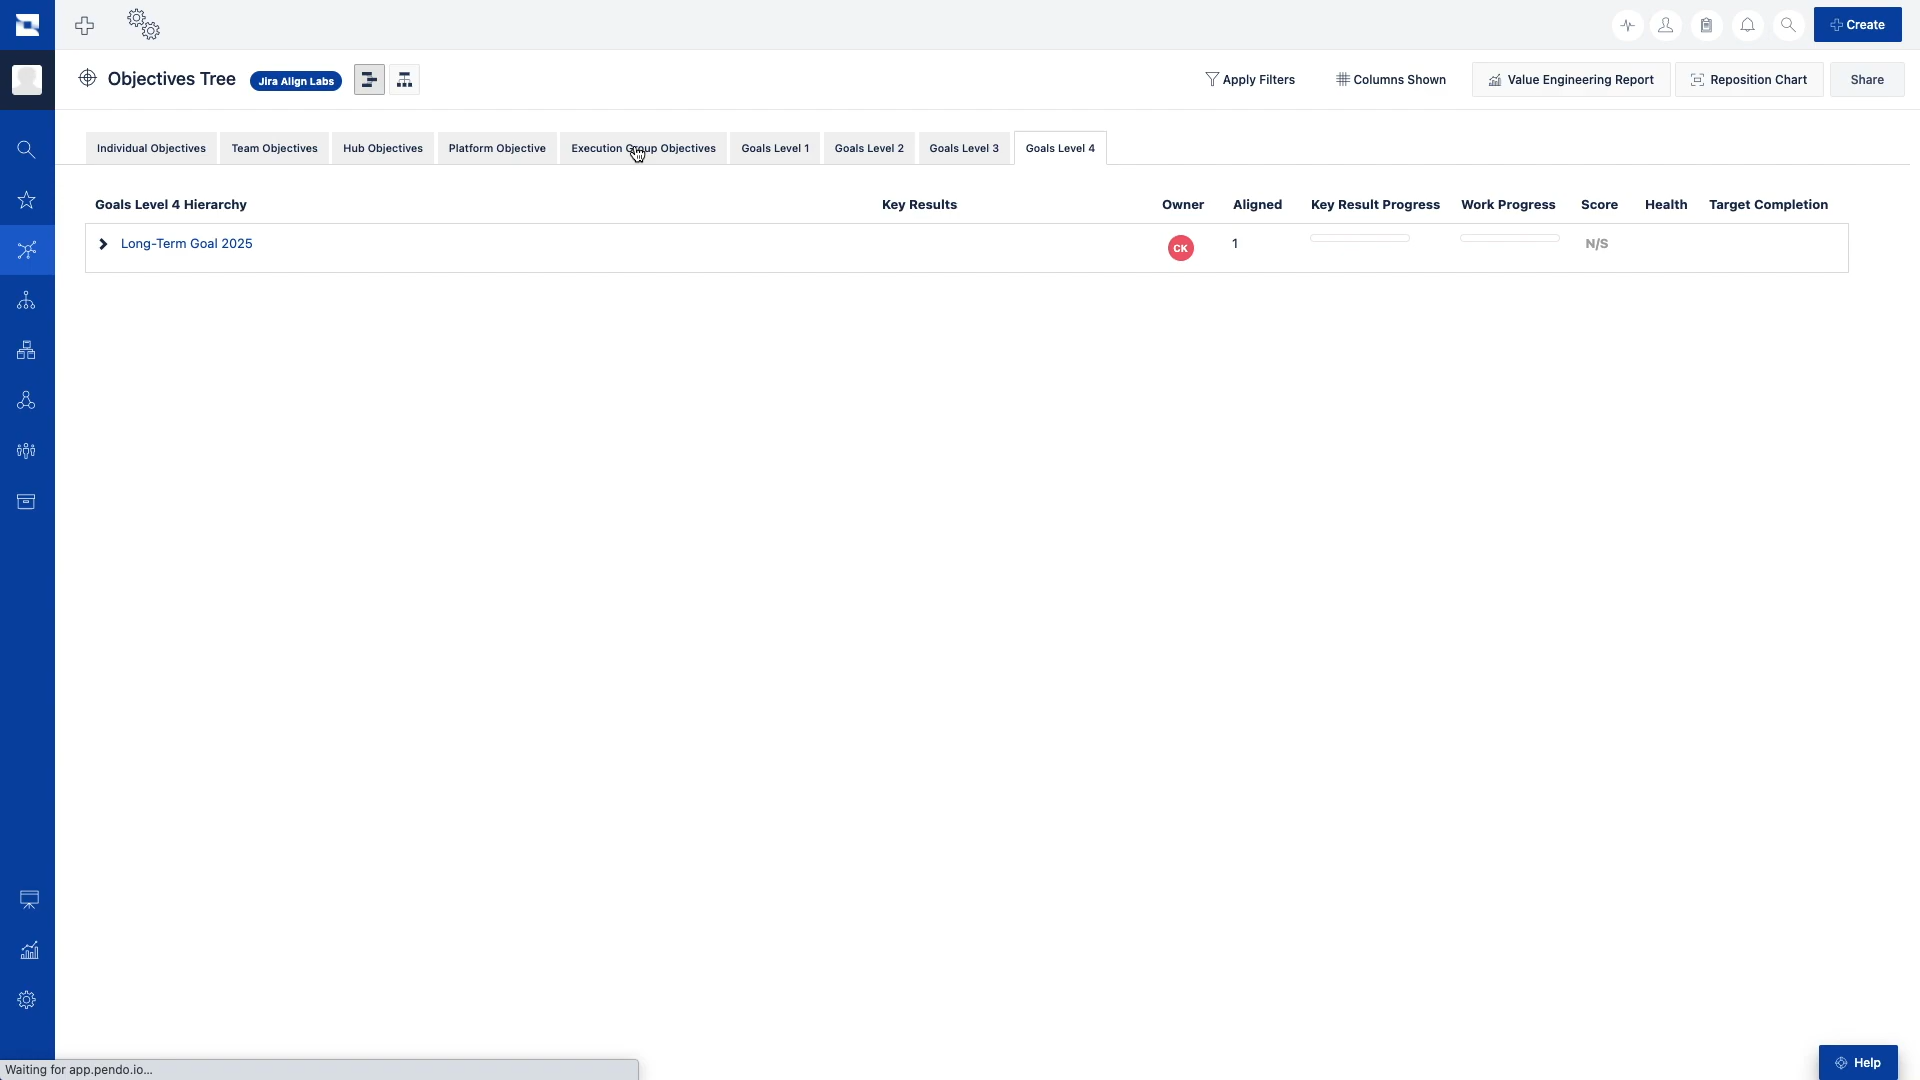 Create
Objectives Tree
Jira Align Labs
Apply Filters
Columns Shown
Value Engineering Report
Reposition Chart
Share
Individual Objectives
Team Objectives
Hub Objectives
Platform Objective
Execution Group Objectives
Goals Level 1
Goals Level 2
Goals Level 3
Goals Level 4
Goals Level 4 Hierarchy
Key Results
Owner
Aligned
Key Result Progress
Work Progress
Score
Health
Target Completion
Long-Term Goal 2025
CK
1
N/S
Help
Waiting for app.pendo.io...